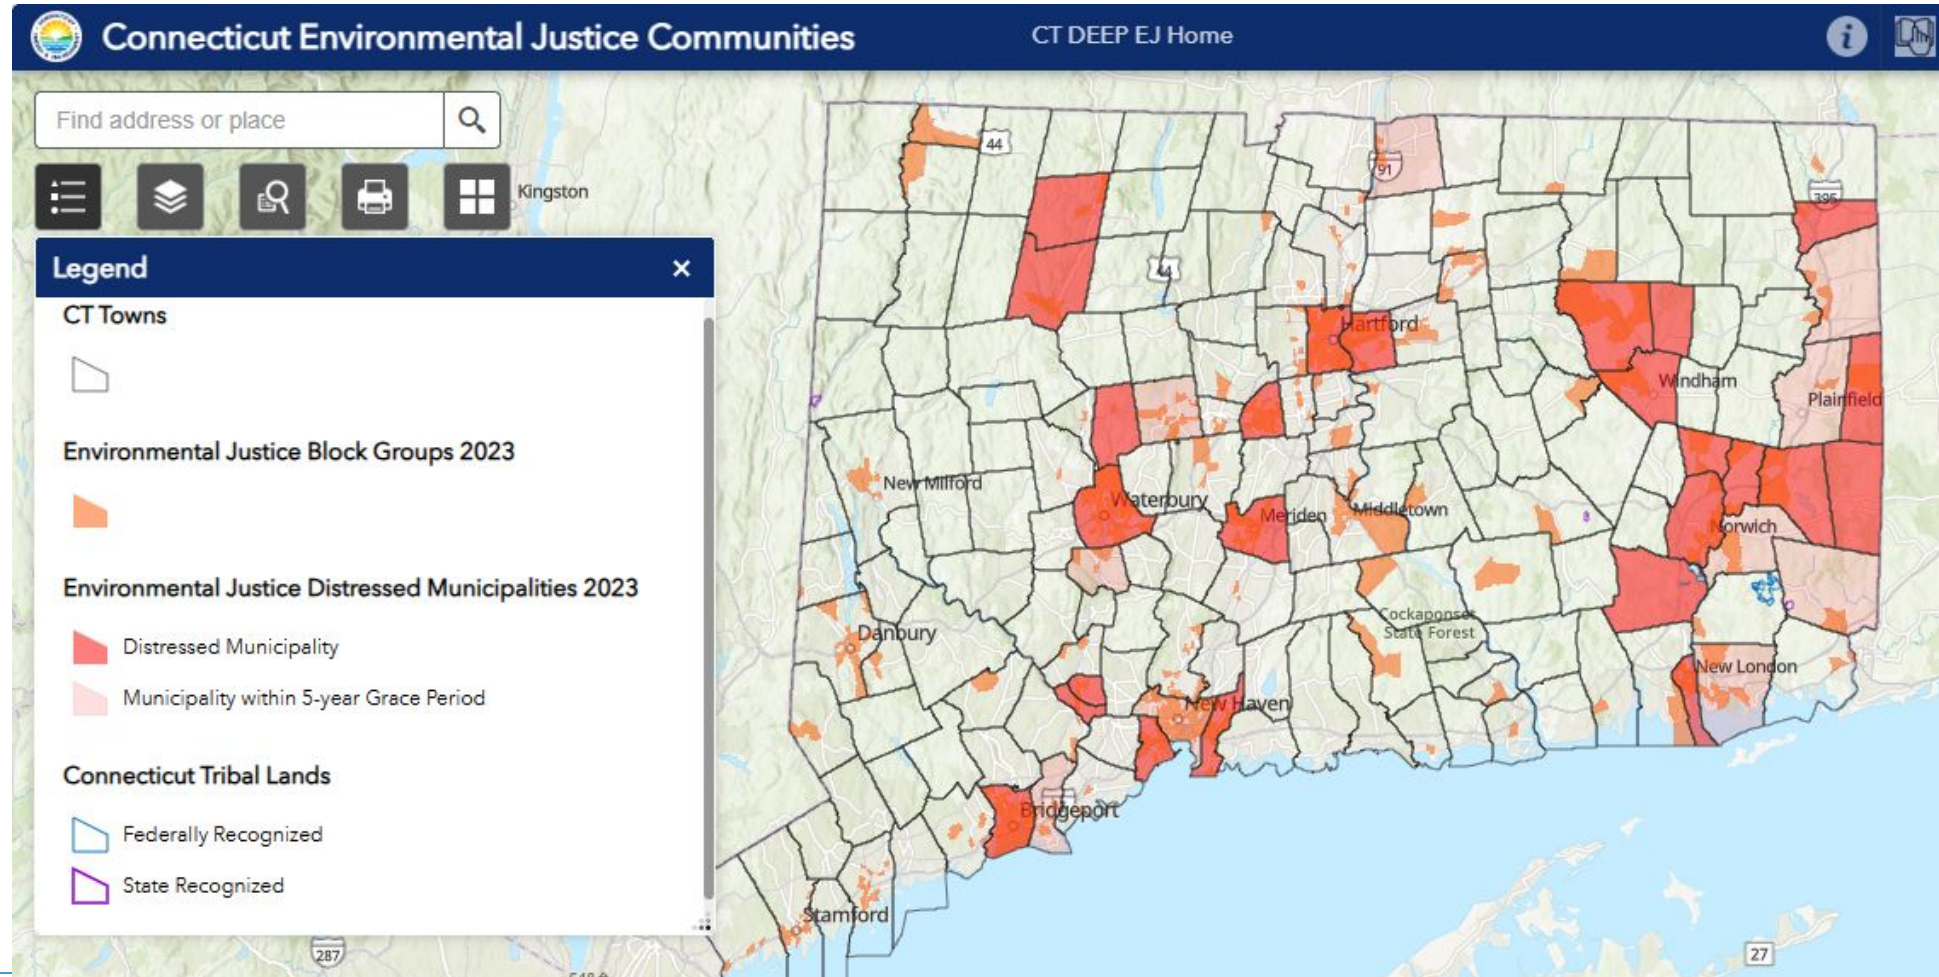 Connecticut Environmental Justice Communities
CT DEEP EJ Home
Find address or place
Kingston
Legend
CT Towns
Environmental Justice Block Groups 2023
Environmental Justice Distressed Municipalities 2023
Distressed Municipality
Municipality within 5-year Grace Period
Connecticut Tribal Lands
Federally Recognized
State Recognized
44
91
395
44
Hartford
Windham
Plainfield
New Milford
Waterbury
Meriden
Middletown
Norwich
Cockaponset
State Forest
Danbury
New London
New Haven
Bridgeport
Stamford
287
27